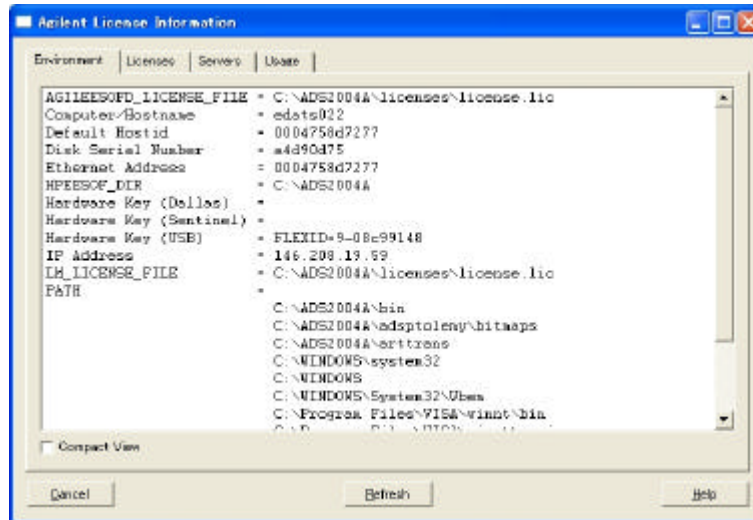 Agilent License Information
Environment Licenses Servers Usage
AGILEESOFD_LICENSE_FILE = C:\ADS2004A\licenses\license.lic
Computer/Hostname = edats022
Default Hostid = 0004758d7277
Disk Serial Number = a4d90d75
Ethernet Address = 0004758d7277
HPEESOF_DIR = C:\ADS2004A
Hardware Key (Dallas) =
Hardware Key (Sentinel) =
Hardware Key (USB) = FLEXID=9-08c99148
IP Address = 146.208.19.59
LM_LICENSE_FILE = C:\ADS2004A\licenses\license.lic
PATH =
C:\ADS2004A\bin
C:\ADS2004A\adsptolemy\bitmaps
C:\ADS2004A\arttrans
C:\WINDOWS\system32
C:\WINDOWS
C:\WINDOWS\System32\Wbem
C:\Program Files\VISA\winnt\bin
Compact View
Cancel Refresh Help